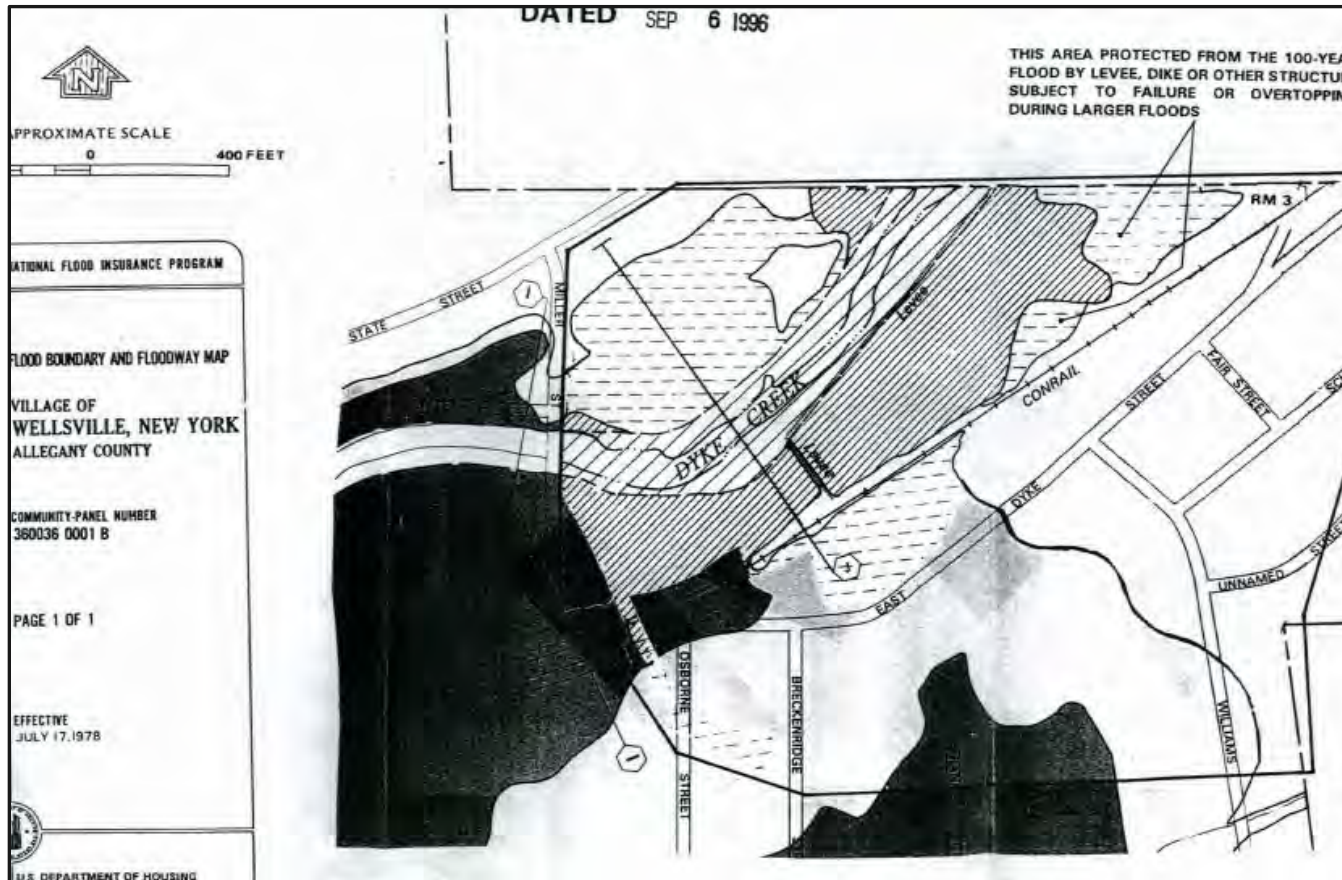 DATED SEP 6 1996
THIS AREA PROTECTED FROM THE 100-YEA
FLOOD BY LEVEE, DIKE OR OTHER STRUCTU
SUBJECT TO FAILURE OR OVERTOPPIN
DURING LARGER FLOODS
N
APPROXIMATE SCALE
0 400 FEET
NATIONAL FLOOD INSURANCE PROGRAM
FLOOD BOUNDARY AND FLOODWAY MAP
VILLAGE OF
WELLSVILLE, NEW YORK
ALLEGANY COUNTY
COMMUNITY-PANEL NUMBER
360036 0001 B
PAGE 1 OF 1
EFFECTIVE
JULY 17, 1978
U.S. DEPARTMENT OF HOUSING
RM 3
STATE STREET
MILLER
Levee
DYKE CREEK
Levee
CONRAIL
EAST DYKE STREET
FAIR STREET
UNNAMED
WILLIAMS
OSBORNE STREET
BRECKENRIDGE